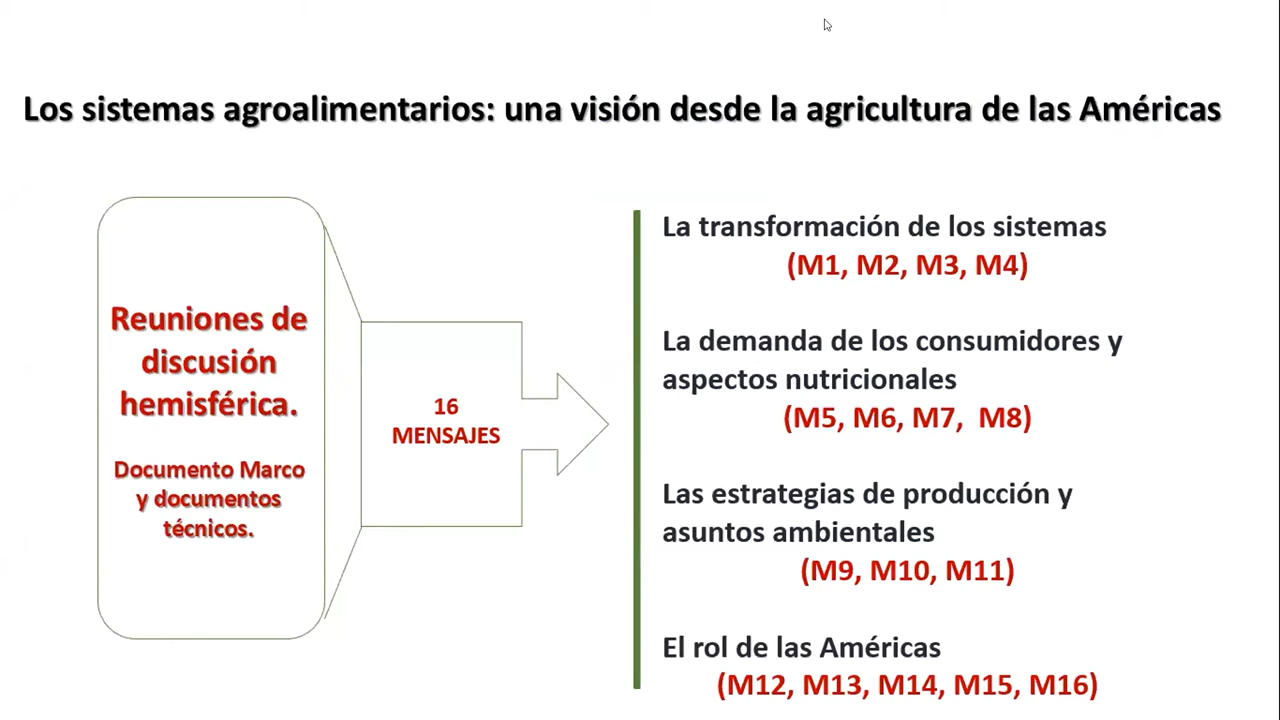 Los sistemas agroalimentarios: una visión desde la agricultura de las Américas
Reuniones de
discusión
hemisférica.
Documento Marco
y documentos
técnicos.
16
MENSAJES
La transformación de los sistemas
(M1, M2, M3, M4)
La demanda de los consumidores y
aspectos nutricionales
(M5, M6, M7, M8)
Las estrategias de producción y
asuntos ambientales
(M9, M10, M11)
El rol de las Américas
(M12, M13, M14, M15, M16)